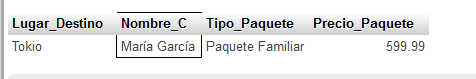 Lugar_Destino Nombre_C Tipo_Paquete Precio_Paquete
Tokio María García Paquete Familiar 599.99